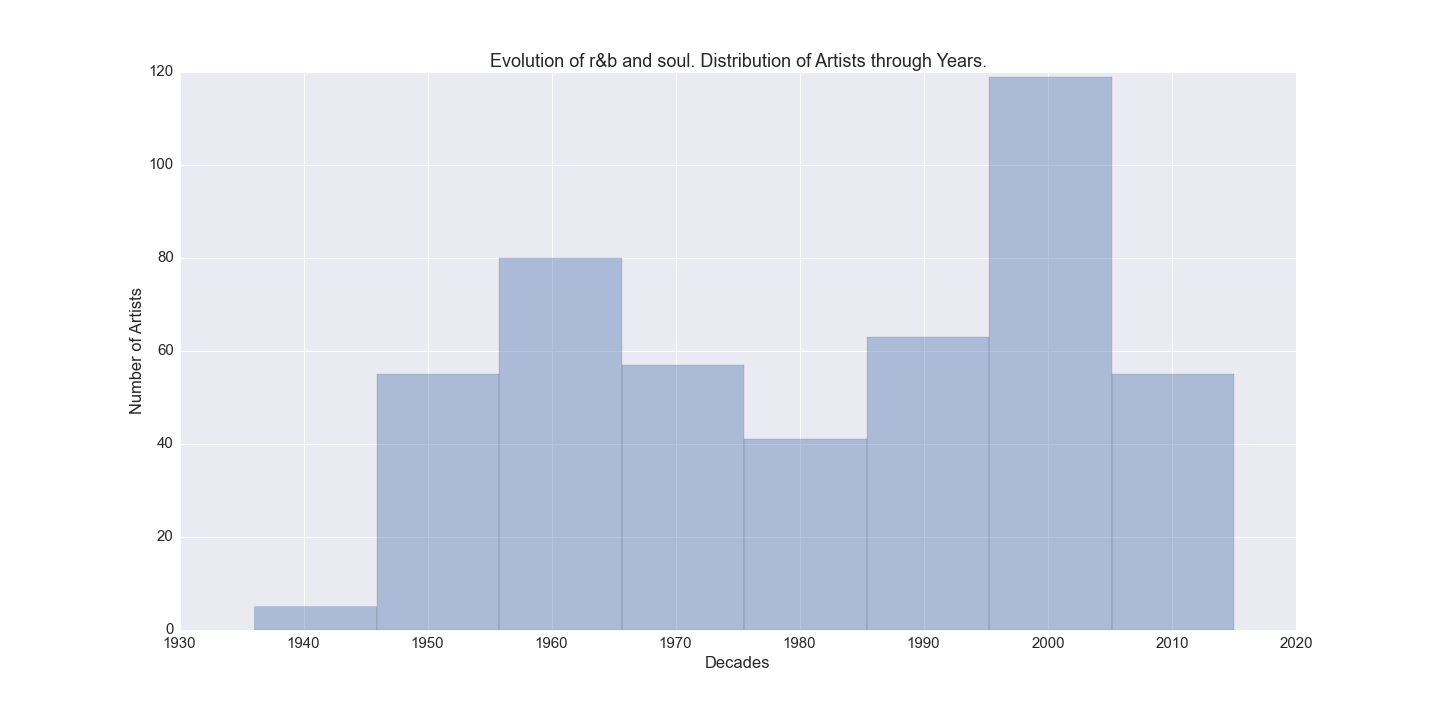 Evolution of r&b and soul. Distribution of Artists through Years.
120
100
80
60
40
20
0
Number of Artists
1930 1940 1950 1960 1970 1980 1990 2000 2010 2020
Decades